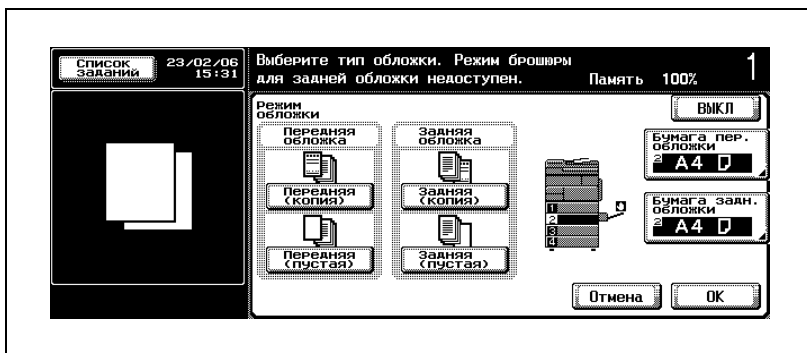 Список заданий
23/02/06
15:31
Выберите тип обложки. Режим брошюры
для задней обложки недоступен.
Память 100%
1
Режим обложки
ВЫКЛ
Передняя обложка
Задняя обложка
Передняя (копия)
Задняя (копия)
Передняя (пустая)
Задняя (пустая)
1
2
3
4
Бумага пер. обложки
2 A4
Бумага задн. обложки
2 A4
Отмена
OK